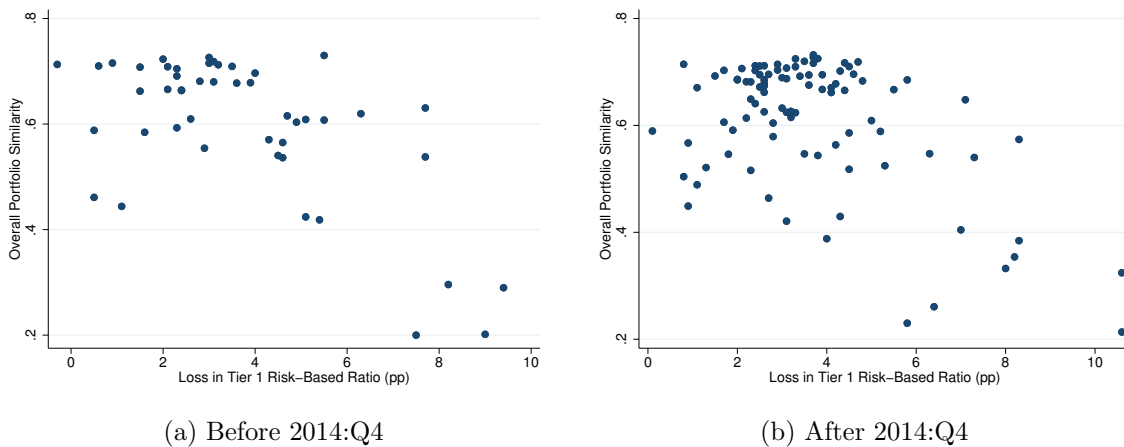 .8
.6
.4
.2
Overall Portfolio Similarity
0 2 4 6 8 10
Loss in Tier 1 Risk−Based Ratio (pp)
(a) Before 2014:Q4
.8
.6
.4
.2
Overall Portfolio Similarity
0 2 4 6 8 10
Loss in Tier 1 Risk−Based Ratio (pp)
(b) After 2014:Q4